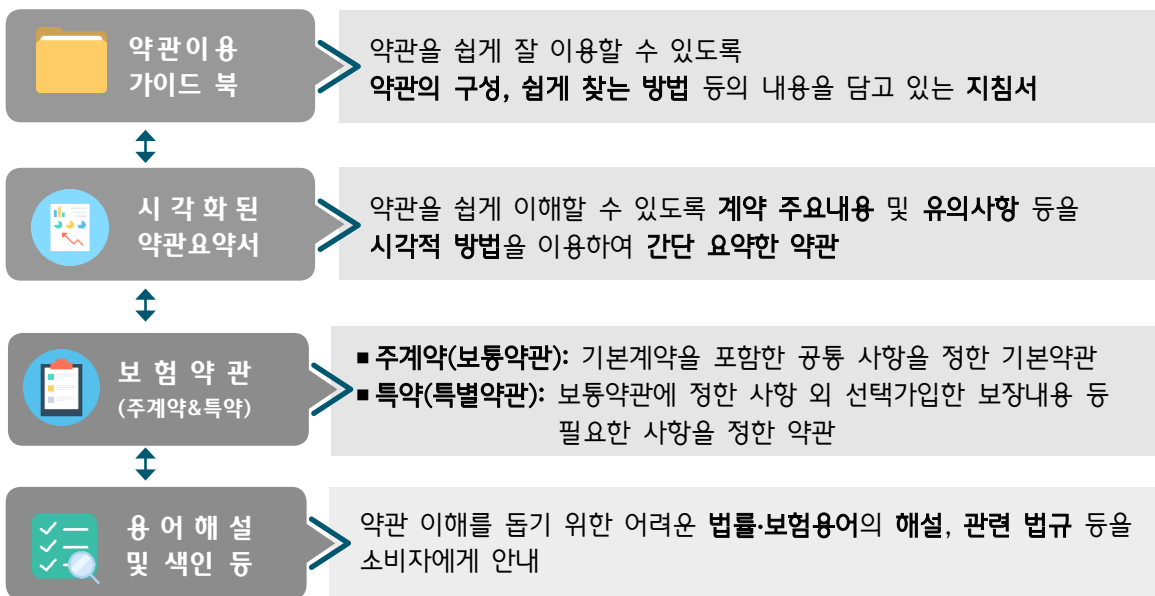 약관이용
가이드 북
약관을 쉽게 잘 이용할 수 있도록
약관의 구성, 쉽게 찾는 방법 등의 내용을 담고 있는 지침서
시각화된
약관요약서
약관을 쉽게 이해할 수 있도록 계약 주요내용 및 유의사항 등을
시각적 방법을 이용하여 간단 요약한 약관
보험약관
(주계약&특약)
▪ 주계약(보통약관): 기본계약을 포함한 공통 사항을 정한 기본약관
▪ 특약(특별약관): 보통약관에 정한 사항 외 선택가입한 보장내용 등
필요한 사항을 정한 약관
용어해설
및 색인 등
약관 이해를 돕기 위한 어려운 법률·보험용어의 해설, 관련 법규 등을
소비자에게 안내